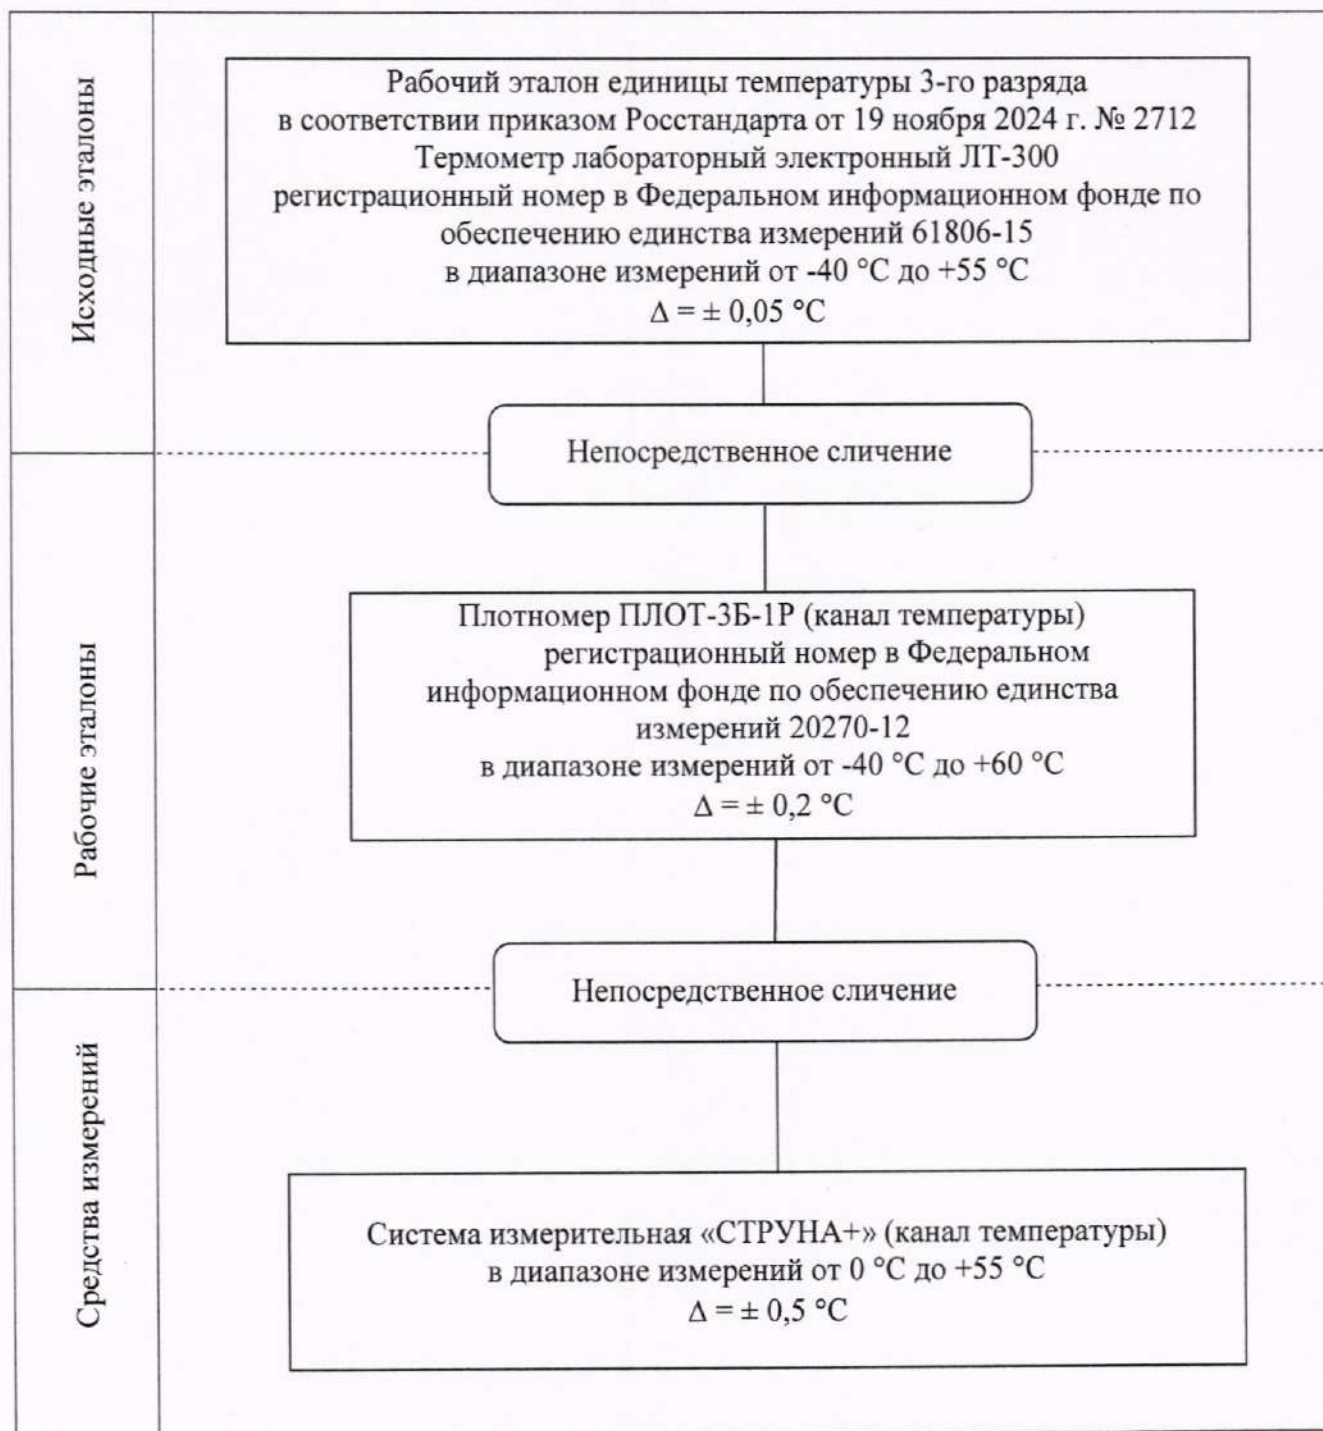 Исходные эталоны
Рабочий эталон единицы температуры 3-го разряда
в соответствии приказом Росстандарта от 19 ноября 2024 г. № 2712
Термометр лабораторный электронный ЛТ-300
регистрационный номер в Федеральном информационном фонде по
обеспечению единства измерений 61806-15
в диапазоне измерений от -40 °С до +55 °С
Δ = ± 0,05 °С
Непосредственное сличение
Рабочие эталоны
Плотномер ПЛОТ-3Б-1Р (канал температуры)
регистрационный номер в Федеральном
информационном фонде по обеспечению единства
измерений 20270-12
в диапазоне измерений от -40 °С до +60 °С
Δ = ± 0,2 °С
Непосредственное сличение
Средства измерений
Система измерительная «СТРУНА+» (канал температуры)
в диапазоне измерений от 0 °С до +55 °С
Δ = ± 0,5 °С